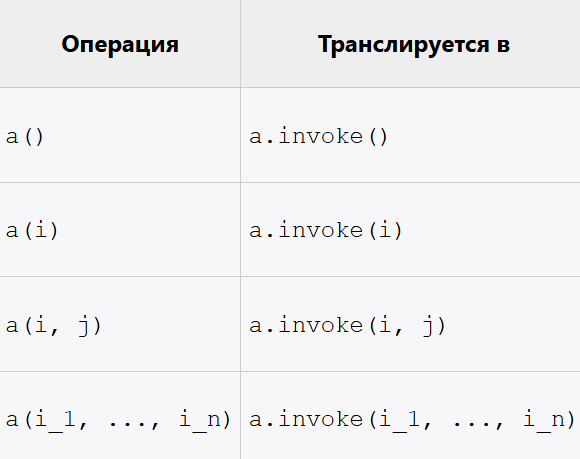 Операция Транслируется в
a() a.invoke()
a(i) a.invoke(i)
a(i, j) a.invoke(i, j)
a(i_1, ..., i_n) a.invoke(i_1, ..., i_n)